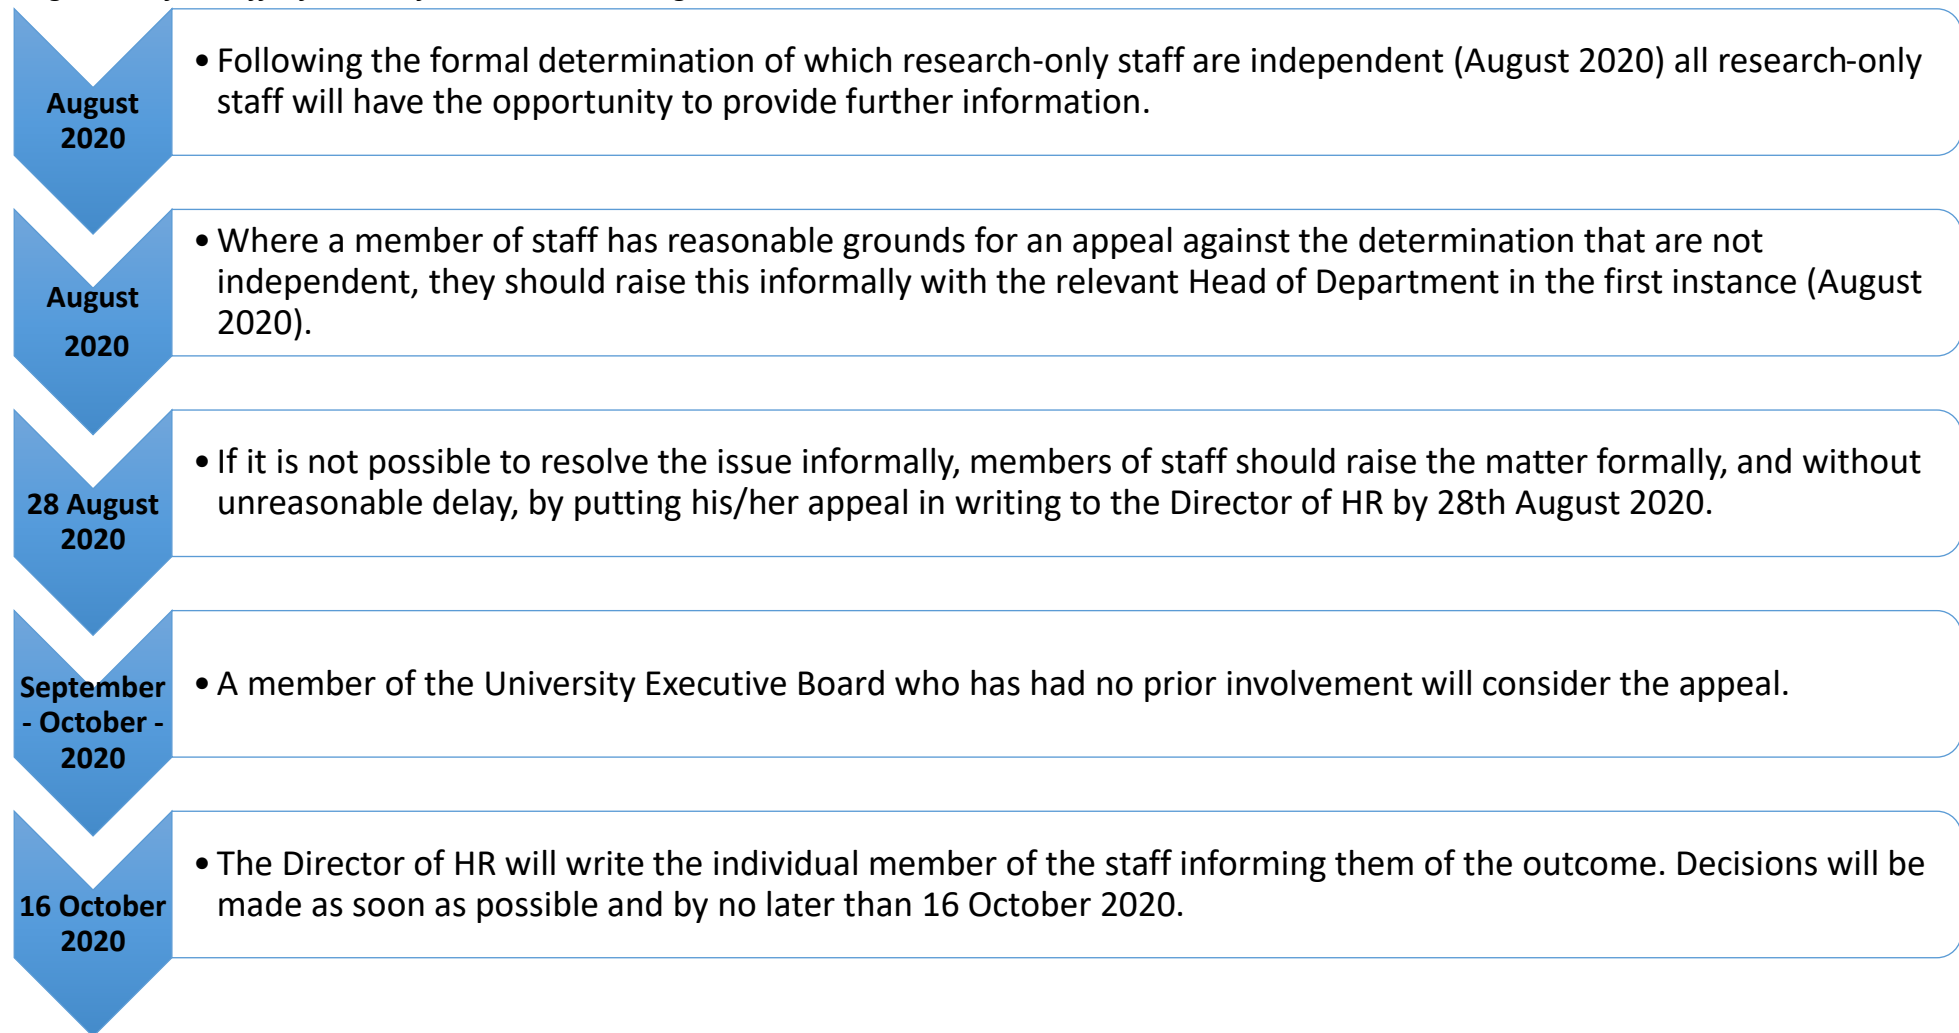 August
2020
• Following the formal determination of which research-only staff are independent (August 2020) all research-only
staff will have the opportunity to provide further information.
August
2020
• Where a member of staff has reasonable grounds for an appeal against the determination that are not
independent, they should raise this informally with the relevant Head of Department in the first instance (August
2020).
28 August
2020
• If it is not possible to resolve the issue informally, members of staff should raise the matter formally, and without
unreasonable delay, by putting his/her appeal in writing to the Director of HR by 28th August 2020.
September
- October -
2020
• A member of the University Executive Board who has had no prior involvement will consider the appeal.
16 October
2020
• The Director of HR will write the individual member of the staff informing them of the outcome. Decisions will be
made as soon as possible and by no later than 16 October 2020.